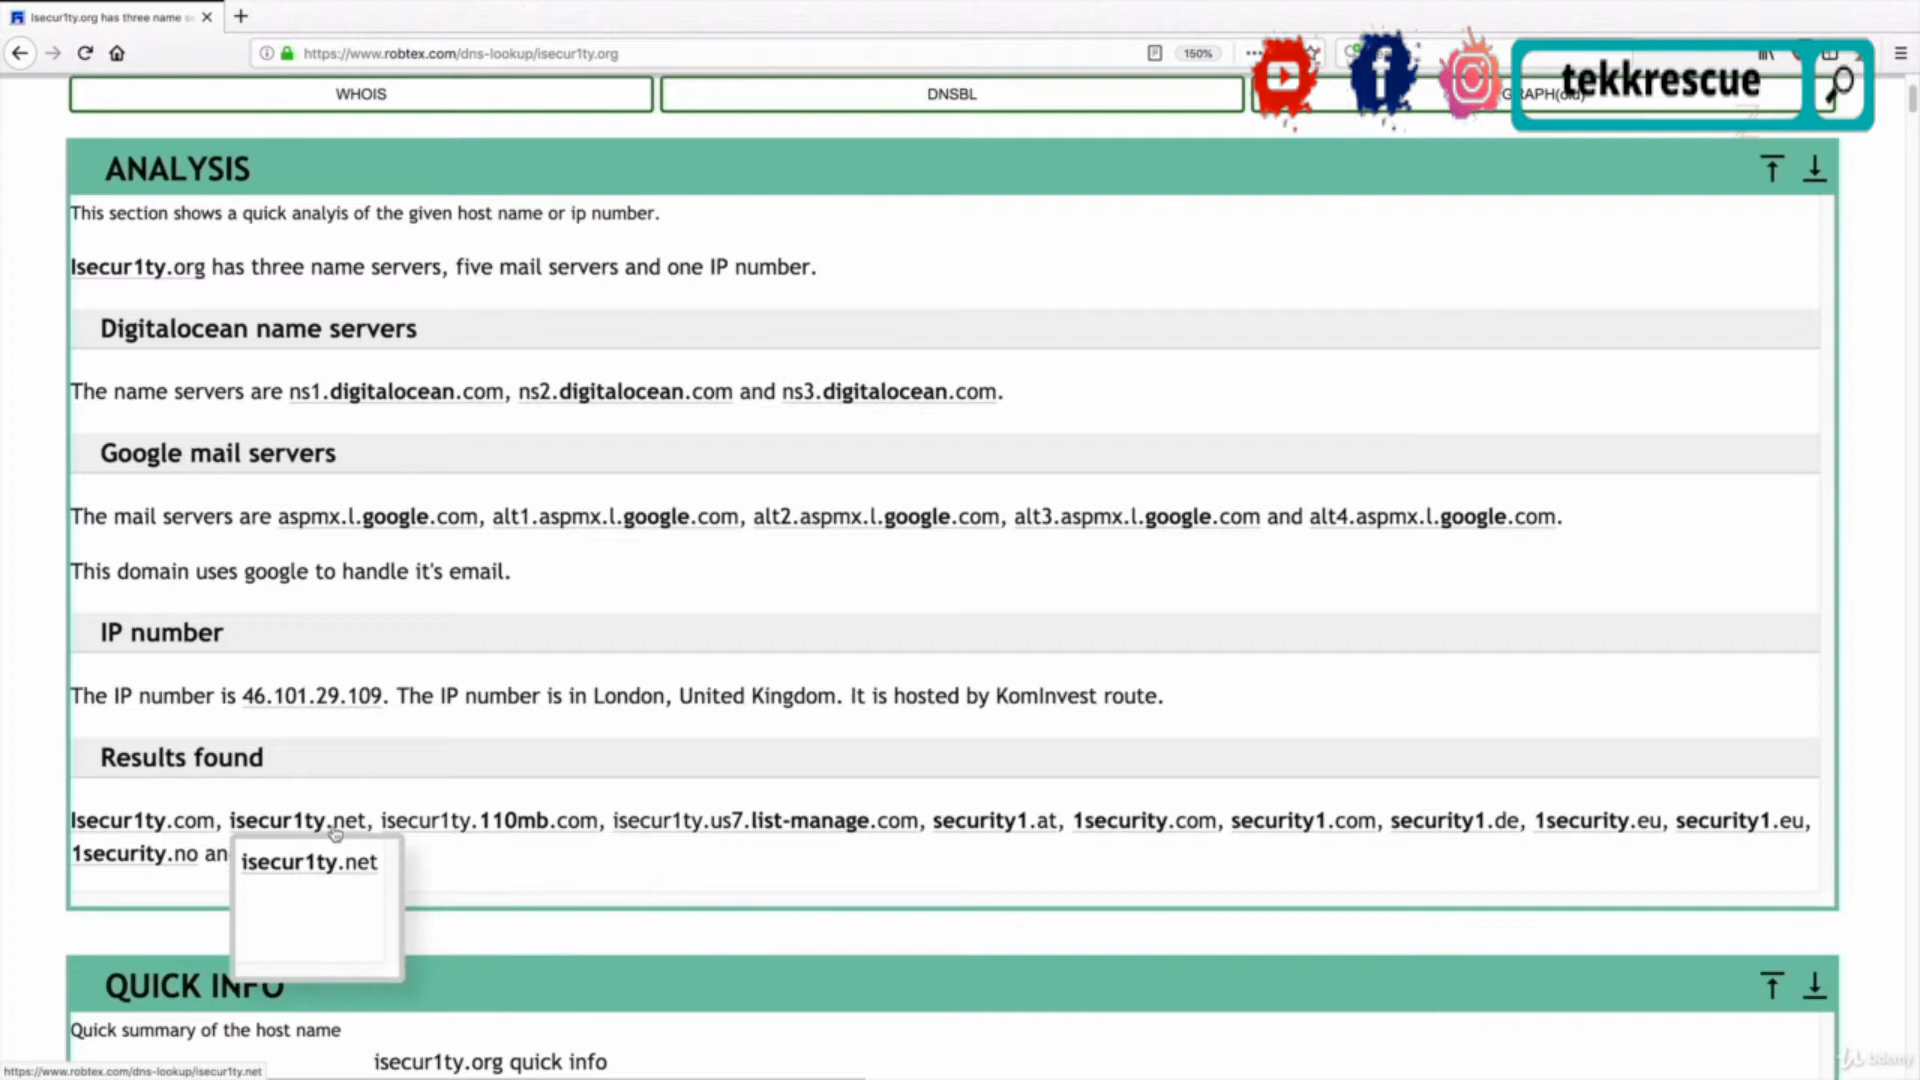 Isecur1ty.org has three name se
https://www.robtex.com/dns-lookup/isecur1ty.org
150%
tekkrescue
WHOIS
DNSBL
GRAPH(old)
ANALYSIS
This section shows a quick analyis of the given host name or ip number.
Isecur1ty.org has three name servers, five mail servers and one IP number.
Digitalocean name servers
The name servers are ns1.digitalocean.com, ns2.digitalocean.com and ns3.digitalocean.com.
Google mail servers
The mail servers are aspmx.l.google.com, alt1.aspmx.l.google.com, alt2.aspmx.l.google.com, alt3.aspmx.l.google.com and alt4.aspmx.l.google.com.
This domain uses google to handle it's email.
IP number
The IP number is 46.101.29.109. The IP number is in London, United Kingdom. It is hosted by KomInvest route.
Results found
Isecur1ty.com, isecur1ty.net, isecur1ty.110mb.com, isecur1ty.us7.list-manage.com, security1.at, 1security.com, security1.com, security1.de, 1security.eu, security1.eu,
1security.no an
isecur1ty.net
QUICK INFO
Quick summary of the host name
isecur1ty.org quick info
https://www.robtex.com/dns-lookup/isecur1ty.net
Udemy